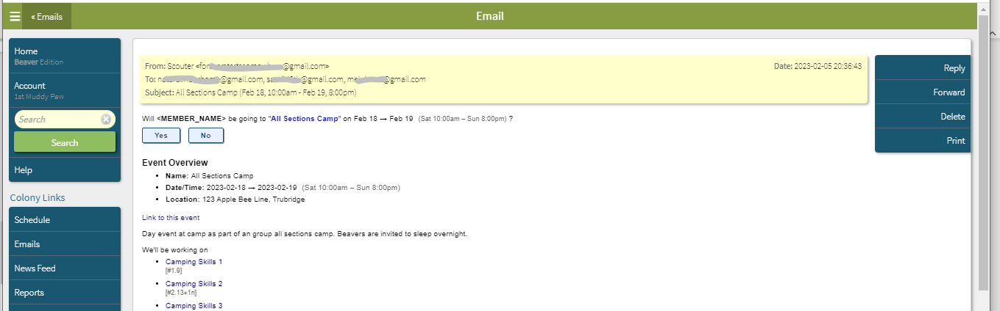 « Emails
Email
Home
Beaver Edition
Account
1st Muddy Paw
Search
Search
Help
Colony Links
Schedule
Emails
News Feed
Reports
From: Scouter <for @gmail.com>
Date: 2023-02-05 20:36:43
To: @gmail.com, @gmail.com, @gmail.com
Subject: All Sections Camp (Feb 18, 10:00am - Feb 19, 8:00pm)
Will <MEMBER_NAME> be going to "All Sections Camp" on Feb 18 → Feb 19 (Sat 10:00am – Sun 8:00pm) ?
Yes No
Event Overview
• Name: All Sections Camp
• Date/Time: 2023-02-18 → 2023-02-19 (Sat 10:00am – Sun 8:00pm)
• Location: 123 Apple Bee Line, Trubridge
Link to this event
Day event at camp as part of an group all sections camp. Beavers are invited to sleep overnight.
We'll be working on
• Camping Skills 1
[#1.9]
• Camping Skills 2
[#2.13+1n]
• Camping Skills 3
Reply
Forward
Delete
Print